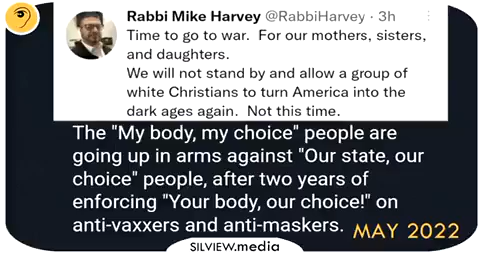 Rabbi Mike Harvey @RabbiHarvey · 3h
Time to go to war. For our mothers, sisters,
and daughters.
We will not stand by and allow a group of
white Christians to turn America into the
dark ages again. Not this time.
The "My body, my choice" people are
going up in arms against "Our state, our
choice" people, after two years of
enforcing "Your body, our choice!" on
anti-vaxxers and anti-maskers.
MAY 2022
SILVIEW.media